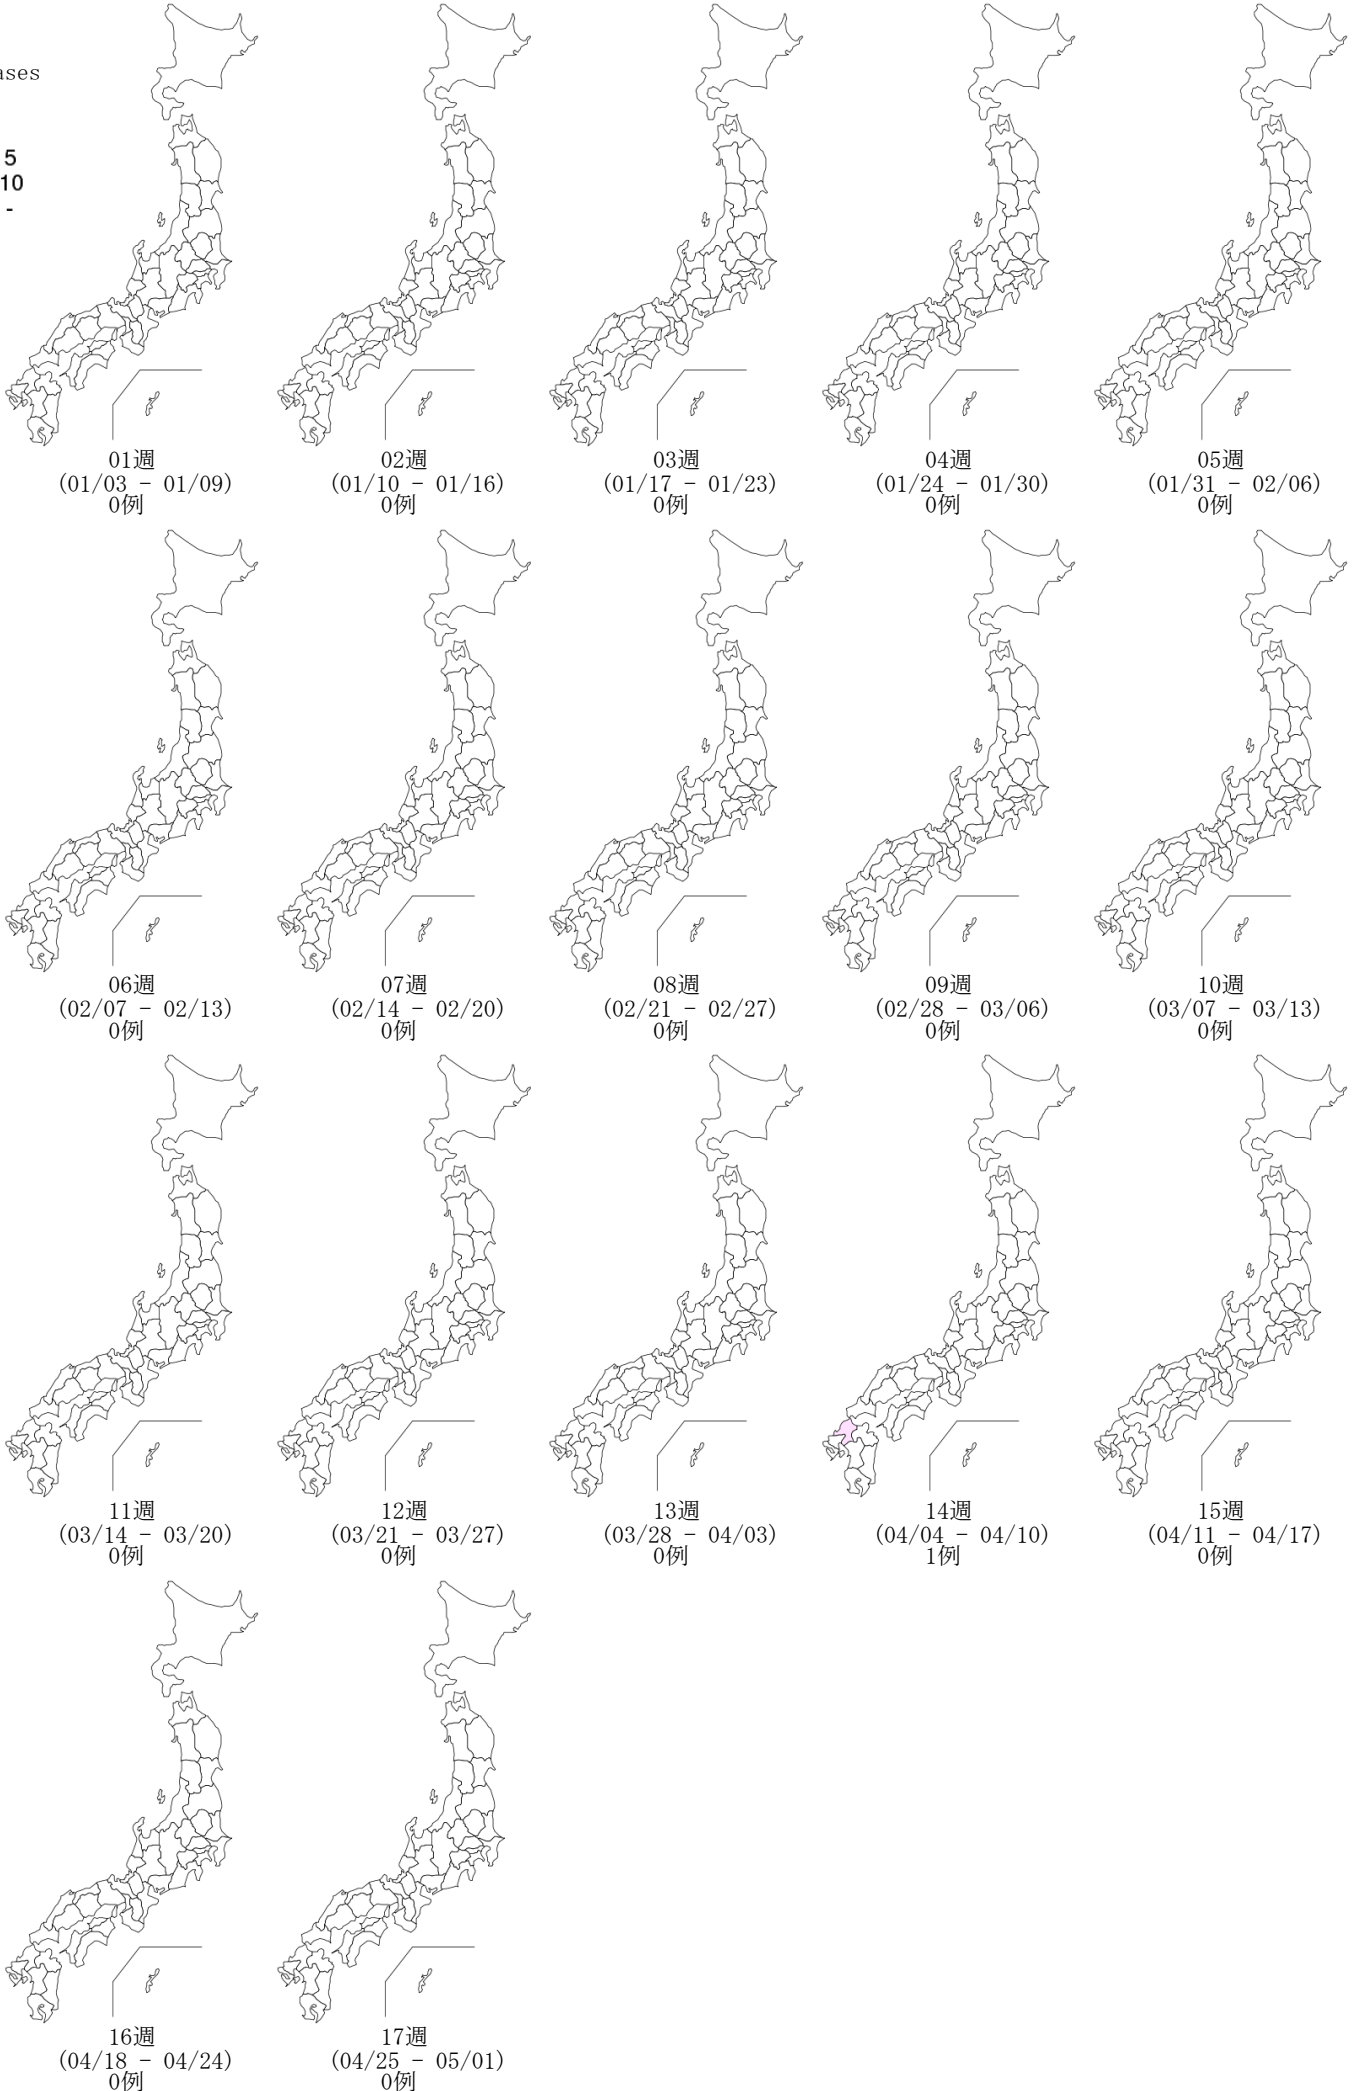 ases
5
10
-
01週
(01/03 - 01/09)
0例
02週
(01/10 - 01/16)
0例
03週
(01/17 - 01/23)
0例
04週
(01/24 - 01/30)
0例
05週
(01/31 - 02/06)
0例
06週
(02/07 - 02/13)
0例
07週
(02/14 - 02/20)
0例
08週
(02/21 - 02/27)
0例
09週
(02/28 - 03/06)
0例
10週
(03/07 - 03/13)
0例
11週
(03/14 - 03/20)
0例
12週
(03/21 - 03/27)
0例
13週
(03/28 - 04/03)
0例
14週
(04/04 - 04/10)
1例
15週
(04/11 - 04/17)
0例
16週
(04/18 - 04/24)
0例
17週
(04/25 - 05/01)
0例